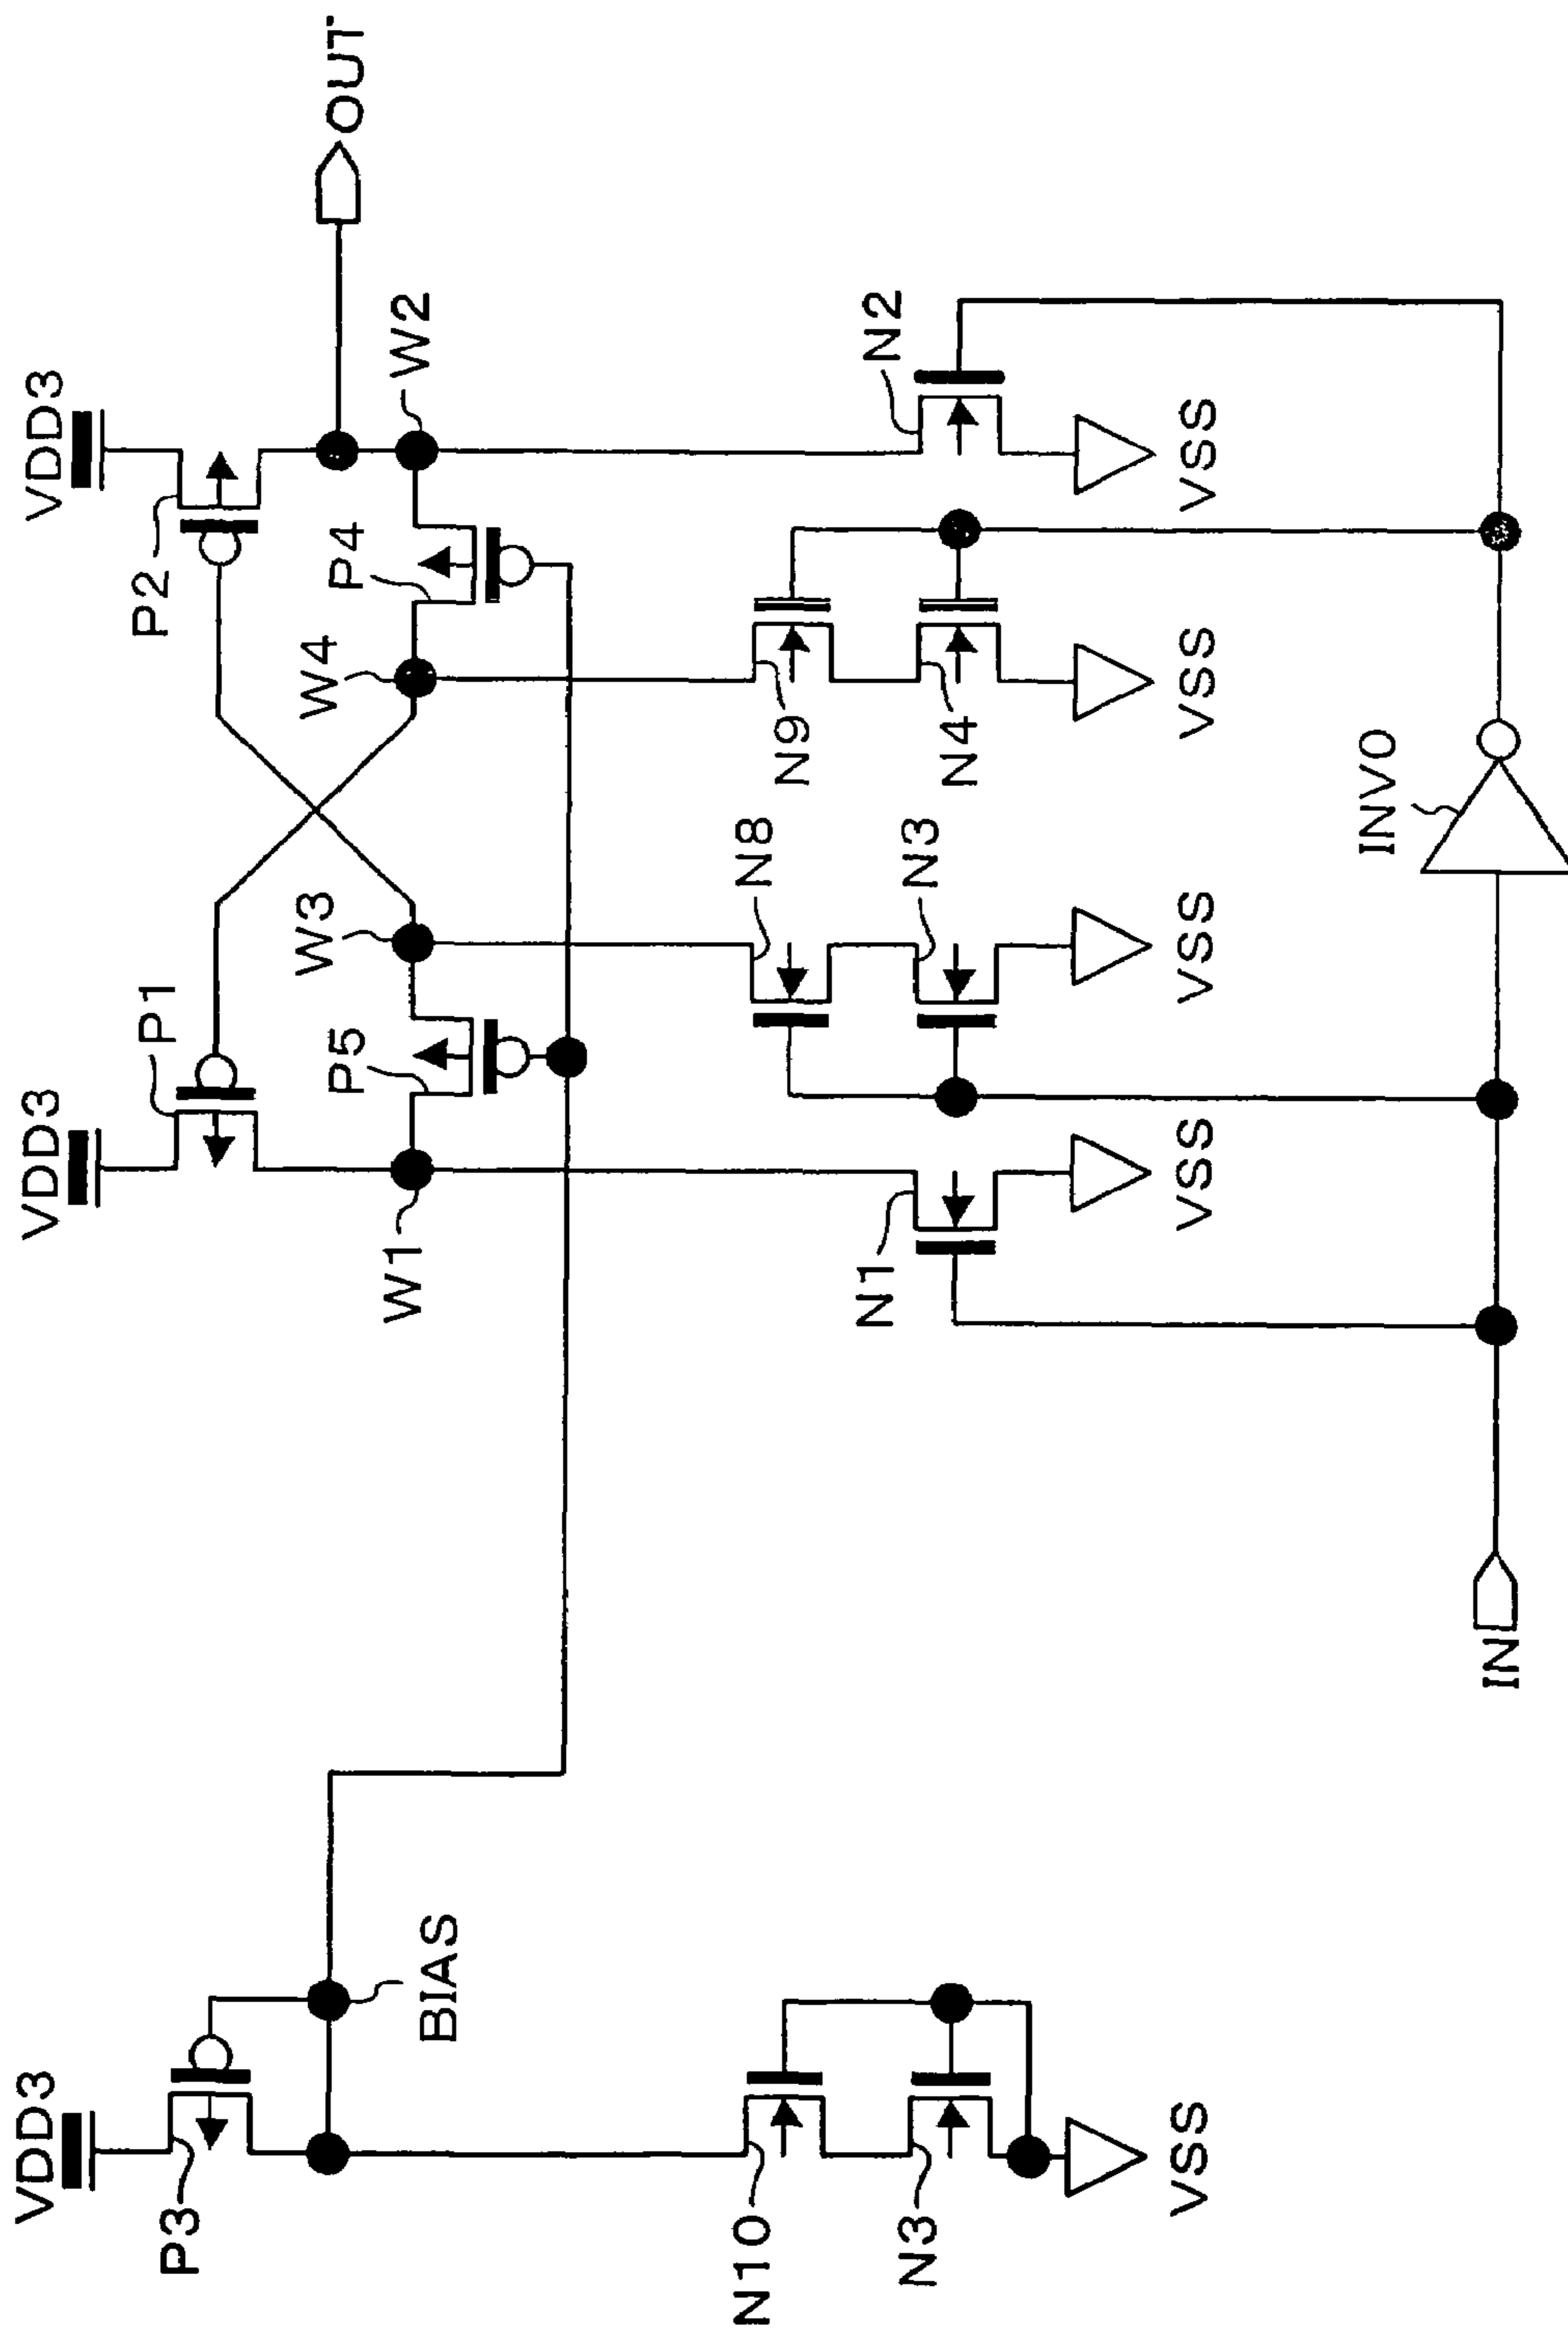 VDD3
P3
BIAS
N10
N3
VSS
VDD3
P1
W1
P5
W3
N1
VSS
N8
N3
VSS
VDD3
P2
W4
P4
W2
OUT
N9
N4
VSS
N2
VSS
IN
INV0